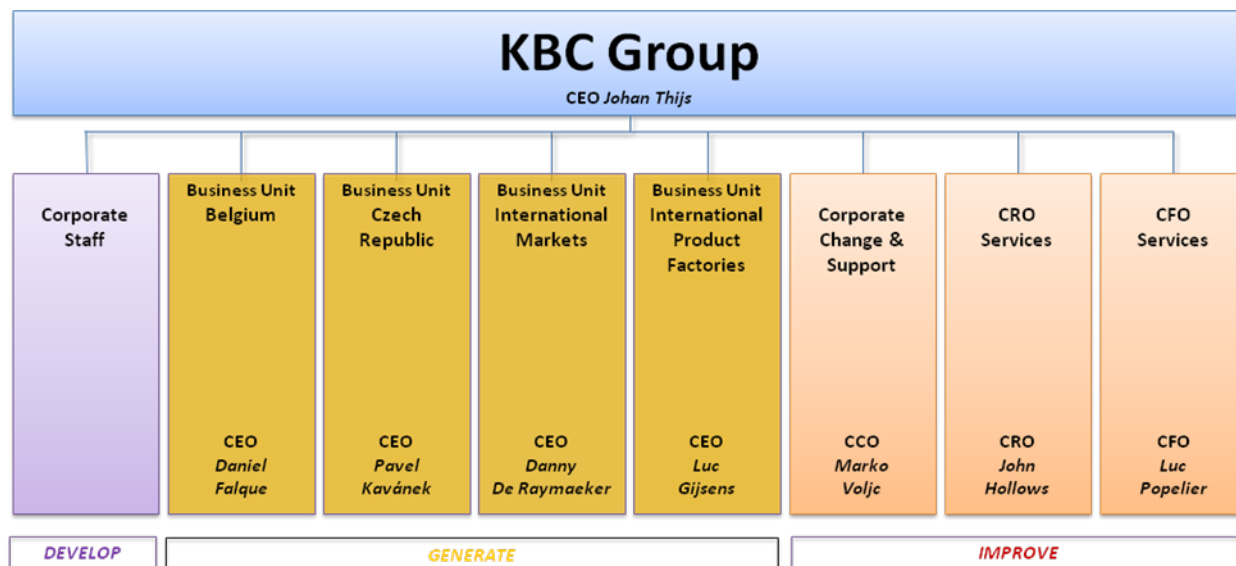 KBC Group
CEO Johan Thijs
Corporate
Staff
Business Unit
Belgium
CEO
Daniel
Falque
Business Unit
Czech
Republic
CEO
Pavel
Kavánek
Business Unit
International
Markets
CEO
Danny
De Raymaeker
Business Unit
International
Product
Factories
CEO
Luc
Gijsens
Corporate
Change &
Support
CCO
Marko
Voljc
CRO
Services
CRO
John
Hollows
CFO
Services
CFO
Luc
Popelier
DEVELOP
GENERATE
IMPROVE